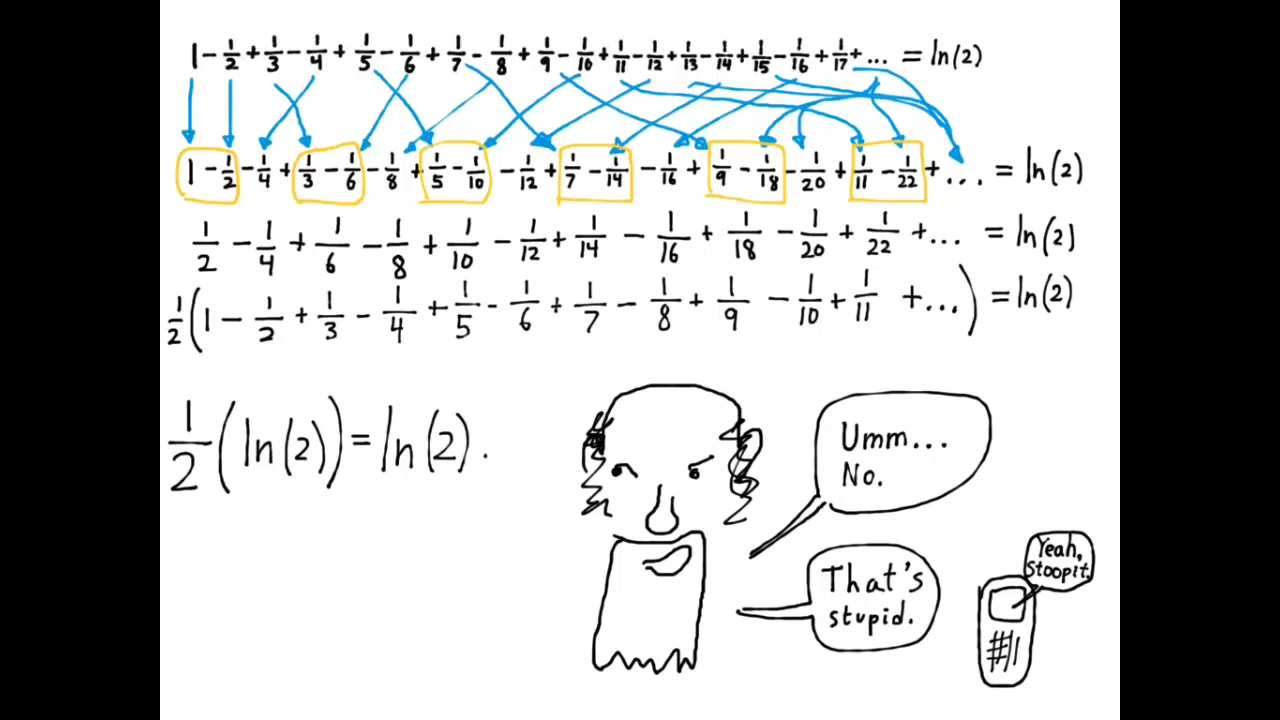 1 - 1/2 + 1/3 - 1/4 + 1/5 - 1/6 + 1/7 - 1/8 + 1/9 - 1/10 + 1/11 - 1/12 + 1/13 - 1/14 + 1/15 - 1/16 + 1/17 + ... = ln(2)
1 - 1/2 - 1/4 + 1/3 - 1/6 - 1/8 + 1/5 - 1/10 - 1/12 + 1/7 - 1/14 - 1/16 + 1/9 - 1/18 - 1/20 + 1/11 - 1/22 + ... = ln(2)
1/2 - 1/4 + 1/6 - 1/8 + 1/10 - 1/12 + 1/14 - 1/16 + 1/18 - 1/20 + 1/22 + ... = ln(2)
1/2 (1 - 1/2 + 1/3 - 1/4 + 1/5 - 1/6 + 1/7 - 1/8 + 1/9 - 1/10 + 1/11 + ...) = ln(2)
1/2 (ln(2)) = ln(2).
Umm...
No.
That's
stupid.
Yeah,
Stoopit.